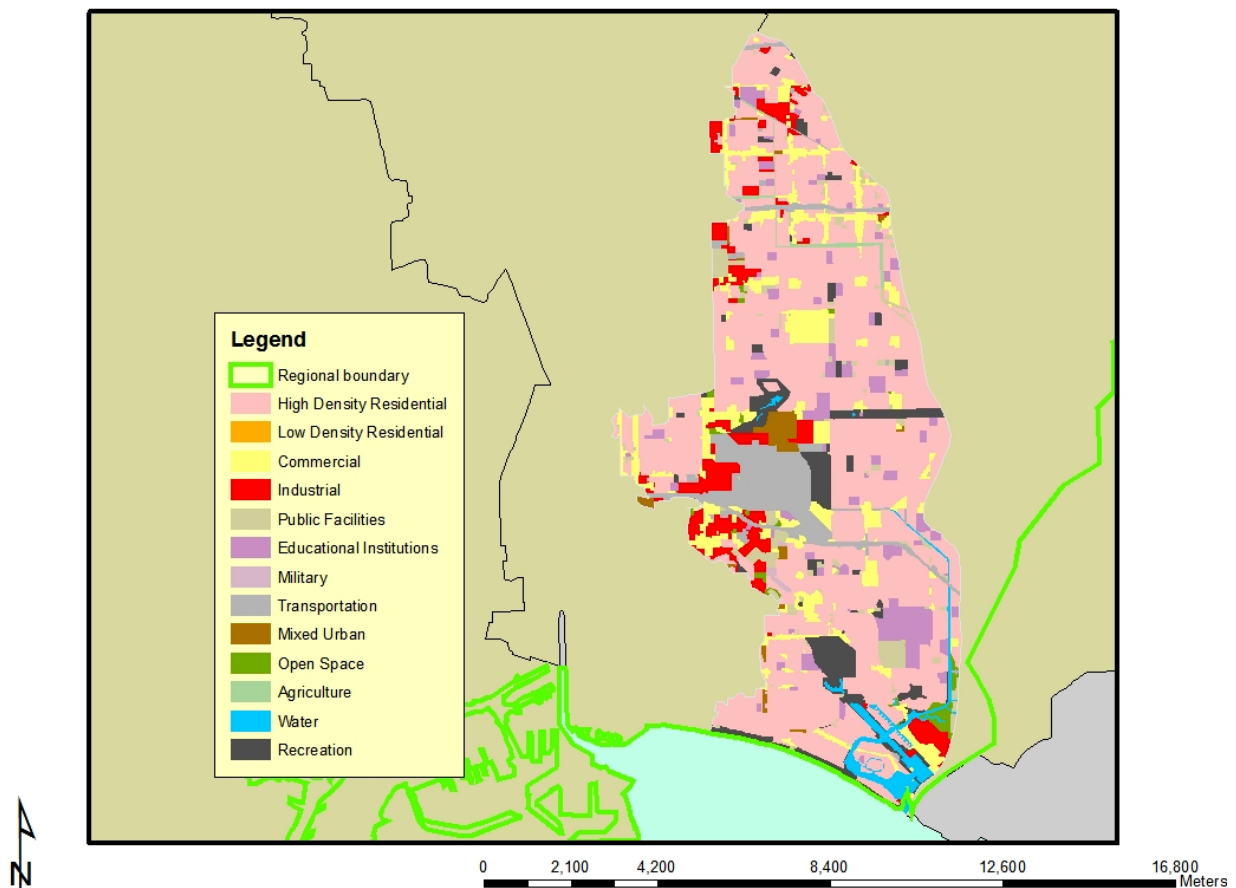 Legend
Regional boundary
High Density Residential
Low Density Residential
Commercial
Industrial
Public Facilities
Educational Institutions
Military
Transportation
Mixed Urban
Open Space
Agriculture
Water
Recreation
N
0 2,100 4,200 8,400 12,600 16,800
Meters